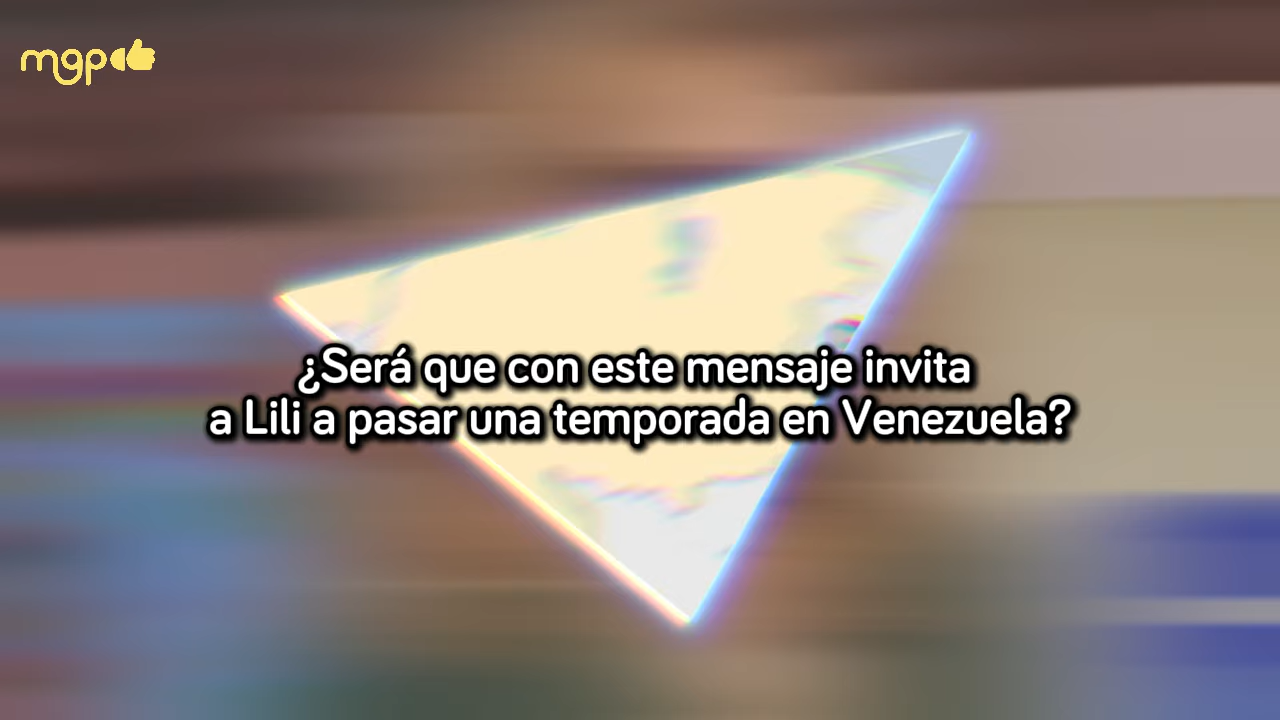 mgp
¿Será que con este mensaje invita
a Lili a pasar una temporada en Venezuela?